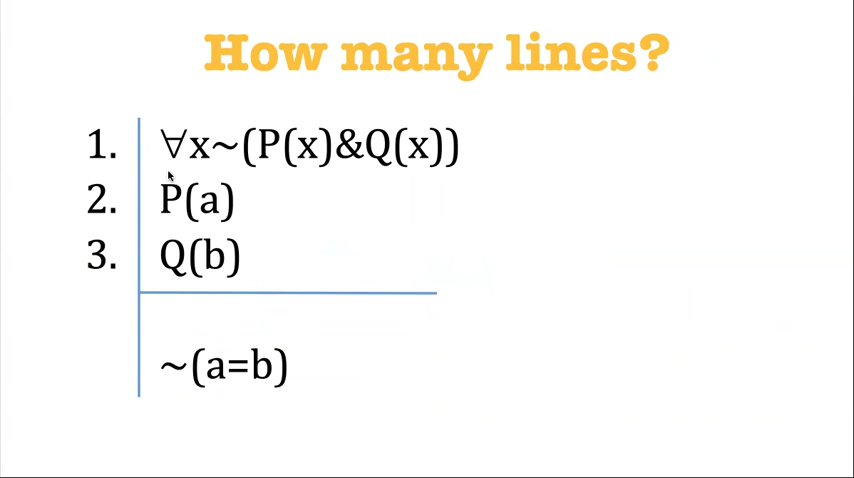 How many lines?
1. ∀x~(P(x)&Q(x))
2. P(a)
3. Q(b)
~(a=b)